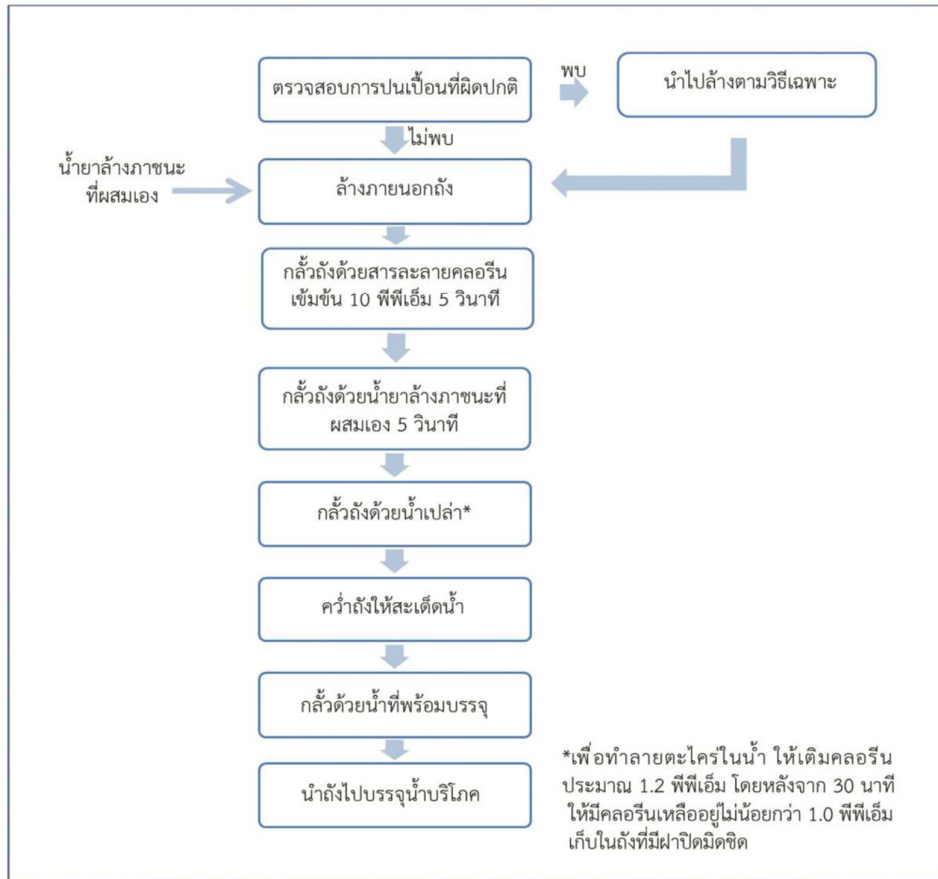 ตรวจสอบการปนเปื้อนที่ผิดปกติ
พบ
นำไปล้างตามวิธีเฉพาะ
ไม่พบ
น้ำยาล้างภาชนะ
ที่ผสมเอง
ล้างภายนอกถัง
กลั้วถังด้วยสารละลายคลอรีน
เข้มข้น 10 พีพีเอ็ม 5 วินาที
กลั้วถังด้วยน้ำยาล้างภาชนะที่
ผสมเอง 5 วินาที
กลั้วถังด้วยน้ำเปล่า*
คว่ำถังให้สะเด็ดน้ำ
กลั้วด้วยน้ำที่พร้อมบรรจุ
นำถังไปบรรจุน้ำบริโภค
*เพื่อทำลายตะไคร่ในน้ำ ให้เติมคลอรีน
ประมาณ 1.2 พีพีเอ็ม โดยหลังจาก 30 นาที
ให้มีคลอรีนเหลืออยู่ไม่น้อยกว่า 1.0 พีพีเอ็ม
เก็บในถังที่มีฝาปิดมิดชิด